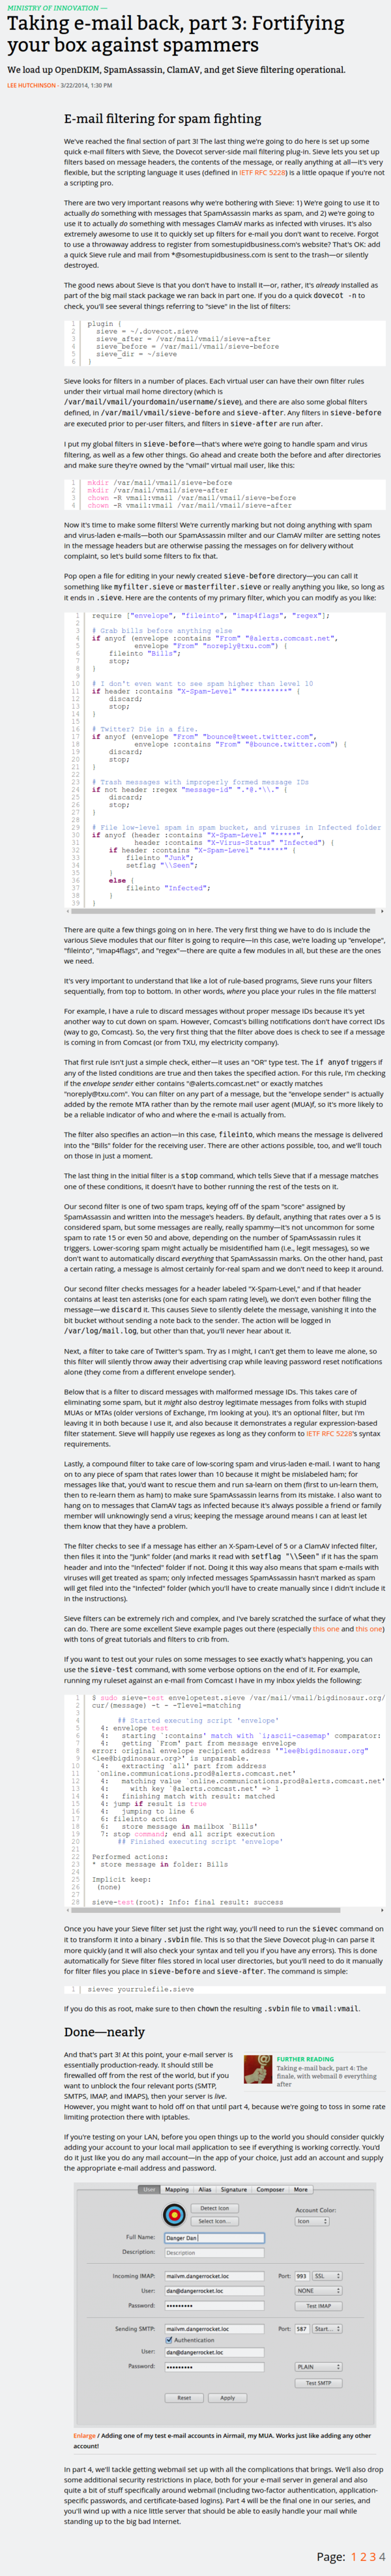 MINISTRY OF INNOVATION —
Taking e-mail back, part 3: Fortifying
your box against spammers
We load up OpenDKIM, SpamAssassin, ClamAV, and get Sieve filtering operational.
LEE HUTCHINSON - 3/22/2014, 1:30 PM
E-mail filtering for spam fighting
We've reached the final section of part 3! The last thing we're going to do here is set up some
quick e-mail filters with Sieve, the Dovecot server-side mail filtering plug-in. Sieve lets you set up
filters based on message headers, the contents of the message, or really anything at all—it's very
flexible, but the scripting language it uses (defined in IETF RFC 5228) is a little opaque if you're not
a scripting pro.
There are two very important reasons why we're bothering with Sieve: 1) We're going to use it to
actually do something with messages that SpamAssassin marks as spam, and 2) we're going to
use it to actually do something with messages ClamAV marks as infected with viruses. It's also
extremely awesome to use it to quickly set up filters for e-mail you don't want to receive. Forgot
to use a throwaway address to register from somestupidbusiness.com's website? That's OK: add
a quick Sieve rule and mail from *@somestupidbusiness.com is sent to the trash—or silently
destroyed.
The good news about Sieve is that you don't have to install it—or, rather, it's already installed as
part of the big mail stack package we ran back in part one. If you do a quick dovecot -n to
check, you'll see several things referring to "sieve" in the list of filters:
1 plugin {
2 sieve = ~/.dovecot.sieve
3 sieve_after = /var/mail/vmail/sieve-after
4 sieve_before = /var/mail/vmail/sieve-before
5 sieve_dir = ~/sieve
6 }
Sieve looks for filters in a number of places. Each virtual user can have their own filter rules
under their virtual mail home directory (which is
/var/mail/vmail/yourdomain/username/sieve), and there are also some global filters
defined, in /var/mail/vmail/sieve-before and sieve-after. Any filters in sieve-before
are executed prior to per-user filters, and filters in sieve-after are run after.
I put my global filters in sieve-before—that's where we're going to handle spam and virus
filtering, as well as a few other things. Go ahead and create both the before and after directories
and make sure they're owned by the "vmail" virtual mail user, like this:
1 mkdir /var/mail/vmail/sieve-before
2 mkdir /var/mail/vmail/sieve-after
3 chown -R vmail:vmail /var/mail/vmail/sieve-before
4 chown -R vmail:vmail /var/mail/vmail/sieve-after
Now it's time to make some filters! We're currently marking but not doing anything with spam
and virus-laden e-mails—both our SpamAssassin milter and our ClamAV milter are setting notes
in the message headers but are otherwise passing the messages on for delivery without
complaint, so let's build some filters to fix that.
Pop open a file for editing in your newly created sieve-before directory—you can call it
something like myfilter.sieve or masterfilter.sieve or really anything you like, so long as
it ends in .sieve. Here are the contents of my primary filter, which you can modify as you like:
1 require ["envelope", "fileinto", "imap4flags", "regex"];
2
3 # Grab bills before anything else
4 if anyof (envelope :contains "From" "@alerts.comcast.net",
5 envelope "From" "noreply@txu.com") {
6 fileinto "Bills";
7 stop;
8 }
9
10 # I don't even want to see spam higher than level 10
11 if header :contains "X-Spam-Level" "**********" {
12 discard;
13 stop;
14 }
15
16 # Twitter? Die in a fire.
17 if anyof (envelope "From" "bounce@tweet.twitter.com",
18 envelope :contains "From" "@bounce.twitter.com") {
19 discard;
20 stop;
21 }
22
23 # Trash messages with improperly formed message IDs
24 if not header :regex "message-id" ".*@.*\\." {
25 discard;
26 stop;
27 }
28
29 # File low-level spam in spam bucket, and viruses in Infected folder
30 if anyof (header :contains "X-Spam-Level" "*****",
31 header :contains "X-Virus-Status" "Infected") {
32 if header :contains "X-Spam-Level" "*****" {
33 fileinto "Junk";
34 setflag "\\Seen";
35 }
36 else {
37 fileinto "Infected";
38 }
39 }
There are quite a few things going on in here. The very first thing we have to do is include the
various Sieve modules that our filter is going to require—in this case, we're loading up "envelope",
"fileinto", "imap4flags", and "regex"—there are quite a few modules in all, but these are the ones
we need.
It's very important to understand that like a lot of rule-based programs, Sieve runs your filters
sequentially, from top to bottom. In other words, where you place your rules in the file matters!
For example, I have a rule to discard messages without proper message IDs because it's yet
another way to cut down on spam. However, Comcast's billing notifications don't have correct IDs
(way to go, Comcast). So, the very first thing that the filter above does is check to see if a message
is coming in from Comcast (or from TXU, my electricity company).
That first rule isn't just a simple check, either—it uses an "OR" type test. The if anyof triggers if
any of the listed conditions are true and then takes the specified action. For this rule, I'm checking
if the envelope sender either contains "@alerts.comcast.net" or exactly matches
"noreply@txu.com". You can filter on any part of a message, but the "envelope sender" is actually
added by the remote MTA rather than by the remote mail user agent (MUA)f, so it's more likely to
be a reliable indicator of who and where the e-mail is actually from.
The filter also specifies an action—in this case, fileinto, which means the message is delivered
into the "Bills" folder for the receiving user. There are other actions possible, too, and we'll touch
on those in just a moment.
The last thing in the initial filter is a stop command, which tells Sieve that if a message matches
one of these conditions, it doesn't have to bother running the rest of the tests on it.
Our second filter is one of two spam traps, keying off of the spam "score" assigned by
SpamAssassin and written into the message's headers. By default, anything that rates over a 5 is
considered spam, but some messages are really, really spammy—it's not uncommon for some
spam to rate 15 or even 50 and above, depending on the number of SpamAssassin rules it
triggers. Lower-scoring spam might actually be misidentified ham (i.e., legit messages), so we
don't want to automatically discard everything that SpamAssassin marks. On the other hand, past
a certain rating, a message is almost certainly for-real spam and we don't need to keep it around.
Our second filter checks messages for a header labeled "X-Spam-Level," and if that header
contains at least ten asterisks (one for each spam rating level), we don't even bother filing the
message—we discard it. This causes Sieve to silently delete the message, vanishing it into the
bit bucket without sending a note back to the sender. The action will be logged in
/var/log/mail.log, but other than that, you'll never hear about it.
Next, a filter to take care of Twitter's spam. Try as I might, I can't get them to leave me alone, so
this filter will silently throw away their advertising crap while leaving password reset notifications
alone (they come from a different envelope sender).
Below that is a filter to discard messages with malformed message IDs. This takes care of
eliminating some spam, but it might also destroy legitimate messages from folks with stupid
MUAs or MTAs (older versions of Exchange, I'm looking at you). It's an optional filter, but I'm
leaving it in both because I use it, and also because it demonstrates a regular expression-based
filter statement. Sieve will happily use regexes as long as they conform to IETF RFC 5228's syntax
requirements.
Lastly, a compound filter to take care of low-scoring spam and virus-laden e-mail. I want to hang
on to any piece of spam that rates lower than 10 because it might be mislabeled ham; for
messages like that, you'd want to rescue them and run sa-learn on them (first to un-learn them,
then to re-learn them as ham) to make sure SpamAssassin learns from its mistake. I also want to
hang on messages that ClamAV tags as infected because it's always possible a friend or family
member will unknowingly send a virus; keeping the message around means I can at least let
them know that they have a problem.
The filter checks to see if a message has either an X-Spam-Level of 5 or a ClamAV infected filter,
then files it into the "Junk" folder (and marks it read with setflag "\\Seen" if it has the spam
header and into the "Infected" folder if not. Doing it this way also means that spam e-mails with
viruses will get treated as spam; only infected messages SpamAssassin hasn't marked as spam
will get filed into the "Infected" folder (which you'll have to create manually since I didn't include it
in the instructions).
Sieve filters can be extremely rich and complex, and I've barely scratched the surface of what they
can do. There are some excellent Sieve example pages out there (especially this one and this one)
with tons of great tutorials and filters to crib from.
If you want to test out your rules on some messages to see exactly what's happening, you can
use the sieve-test command, with some verbose options on the end of it. For example,
running my ruleset against an e-mail from Comcast I have in my inbox yields the following:
1 $ sudo sieve-test envelopetest.sieve /var/mail/vmail/bigdinosaur.org/
2 cur/(message) -t - -Tlevel=matching
3
4 ## Started executing script 'envelope'
5 4: envelope test
6 4: starting `:contains' match with `i;ascii-casemap' comparator:
7 4: getting `From' part from message envelope
8 error: original envelope recipient address '"lee@bigdinosaur.org"
9 <lee@bigdinosaur.org>' is unparsable.
10 4: extracting `all' part from address
11 `online.communications.prod@alerts.comcast.net'
12 4: matching value `online.communications.prod@alerts.comcast.net'
13 4: with key `@alerts.comcast.net' => 1
14 4: finishing match with result: matched
15 4: jump if result is true
16 4: jumping to line 6
17 6: fileinto action
18 6: store message in mailbox `Bills'
19 7: stop command; end all script execution
20 ## Finished executing script 'envelope'
21
22 Performed actions:
23 * store message in folder: Bills
24
25 Implicit keep:
26 (none)
27
28 sieve-test(root): Info: final result: success
Once you have your Sieve filter set just the right way, you'll need to run the sievec command on
it to transform it into a binary .svbin file. This is local so that the Sieve Dovecot plug-in can parse it
more quickly (and it will also check your syntax and tell you if you have any errors). This is done
automatically for Sieve filter files stored in local user directories, but you'll need to do it manually
for filter files you place in sieve-before and sieve-after. The command is simple:
1 sievec yourrulefile.sieve
If you do this as root, make sure to then chown the resulting .svbin file to vmail:vmail.
Done—nearly
And that's part 3! At this point, your e-mail server is
essentially production-ready. It should still be
firewalled off from the rest of the world, but if you
want to unblock the four relevant ports (SMTP,
SMTPS, IMAP, and IMAPS), then your server is live.
FURTHER READING
Taking e-mail back, part 4: The
finale, with webmail & everything
after
However, you might want to hold off on that until part 4, because we're going to toss in some rate
limiting protection there with iptables.
If you're testing on your LAN, before you open things up to the world you should consider quickly
adding your account to your local mail application to see if everything is working correctly. You'd
do it just like you do any mail account—in the app of your choice, just add an account and supply
the appropriate e-mail address and password.
User Mapping Alias Signature Composer More
Detect Icon
Select Icon...
Account Color:
Icon
Full Name: Danger Dan
Description: Description
Incoming IMAP: mailvm.dangerrocket.loc Port: 993 SSL
User: dan@dangerrocket.loc NONE
Password: ••••••••• Test IMAP
Sending SMTP: mailvm.dangerrocket.loc Port: 587 Start...
Authentication
User: dan@dangerrocket.loc
Password: ••••••••• PLAIN
Test SMTP
Reset Apply
Enlarge / Adding one of my test e-mail accounts in Airmail, my MUA. Works just like adding any other
account!
In part 4, we'll tackle getting webmail set up with all the complications that brings. We'll also drop
some additional security restrictions in place, both for your e-mail server in general and also
quite a bit of stuff specifically around webmail (including two-factor authentication, application-
specific passwords, and certificate-based logins). Part 4 will be the final one in our series, and
you'll wind up with a nice little server that should be able to easily handle your mail while
standing up to the big bad Internet.
Page: 1 2 3 4